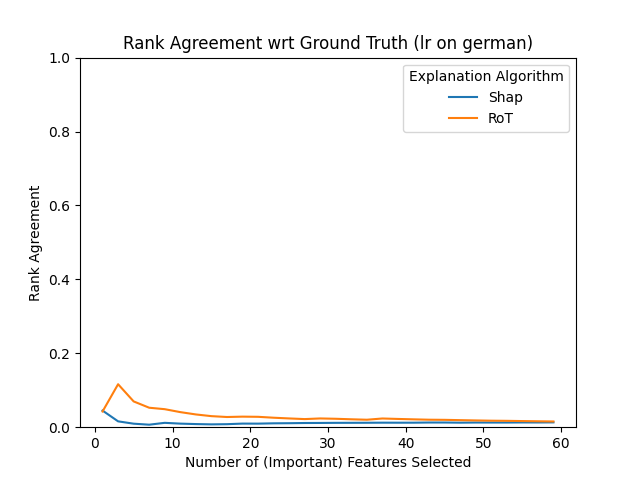 Rank Agreement wrt Ground Truth (lr on german)
Explanation Algorithm
Shap
RoT
Rank Agreement
1.0
0.8
0.6
0.4
0.2
0.0
0 10 20 30 40 50 60
Number of (Important) Features Selected